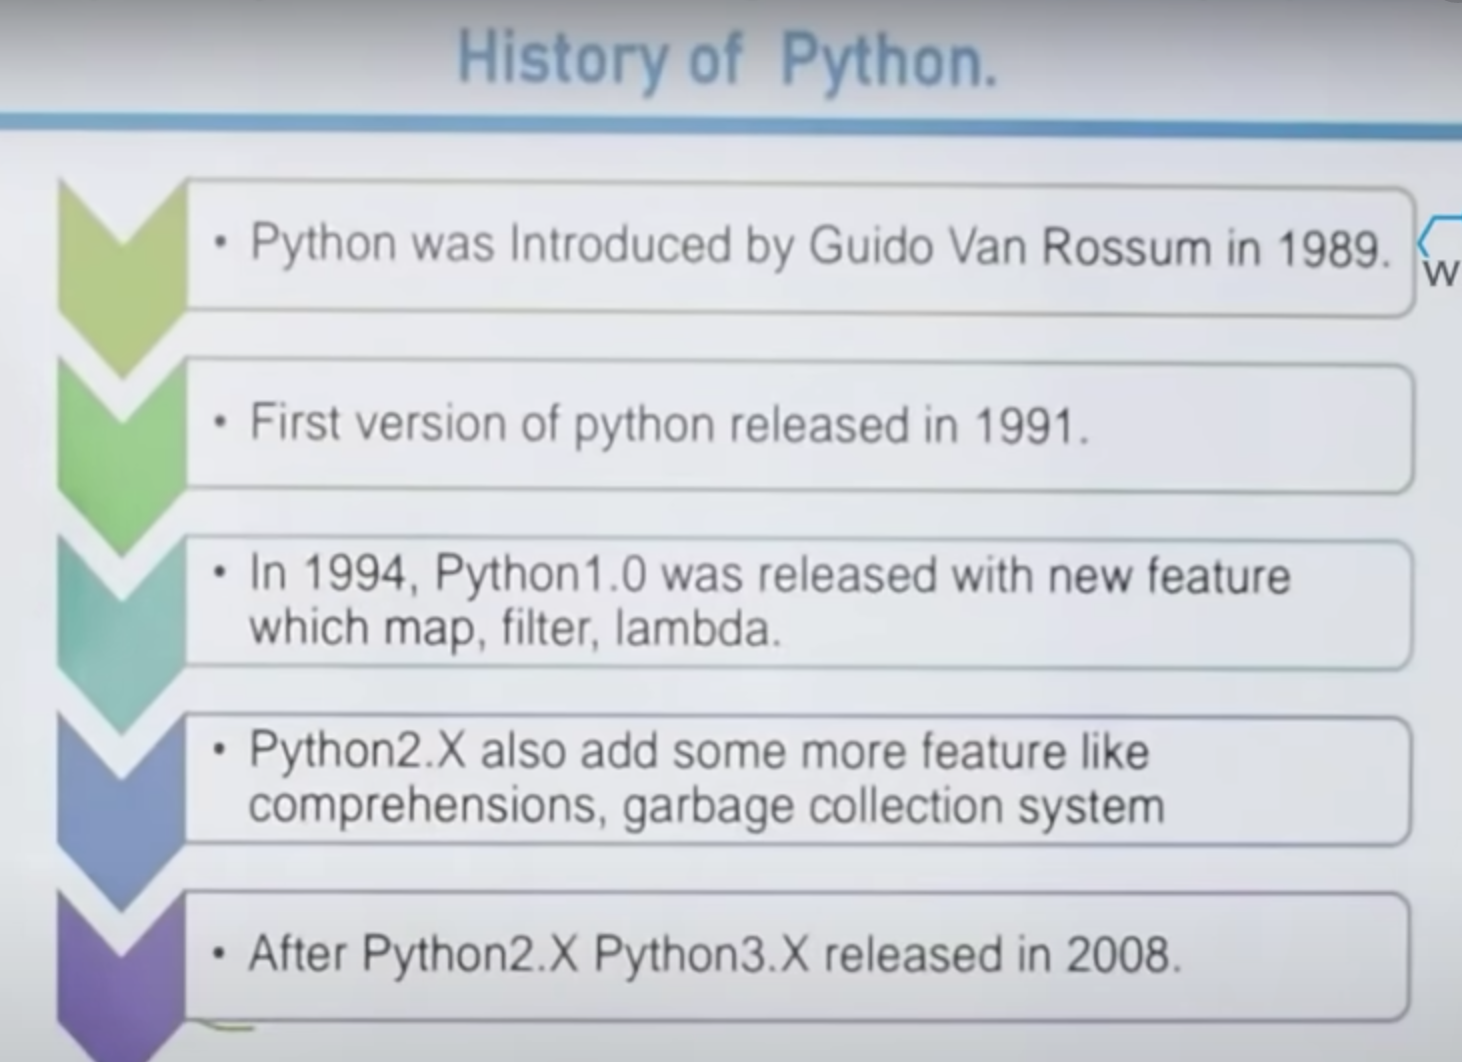 History of Python.
• Python was Introduced by Guido Van Rossum in 1989.
W
• First version of python released in 1991.
• In 1994, Python1.0 was released with new feature
which map, filter, lambda.
• Python2.X also add some more feature like
comprehensions, garbage collection system
• After Python2.X Python3.X released in 2008.